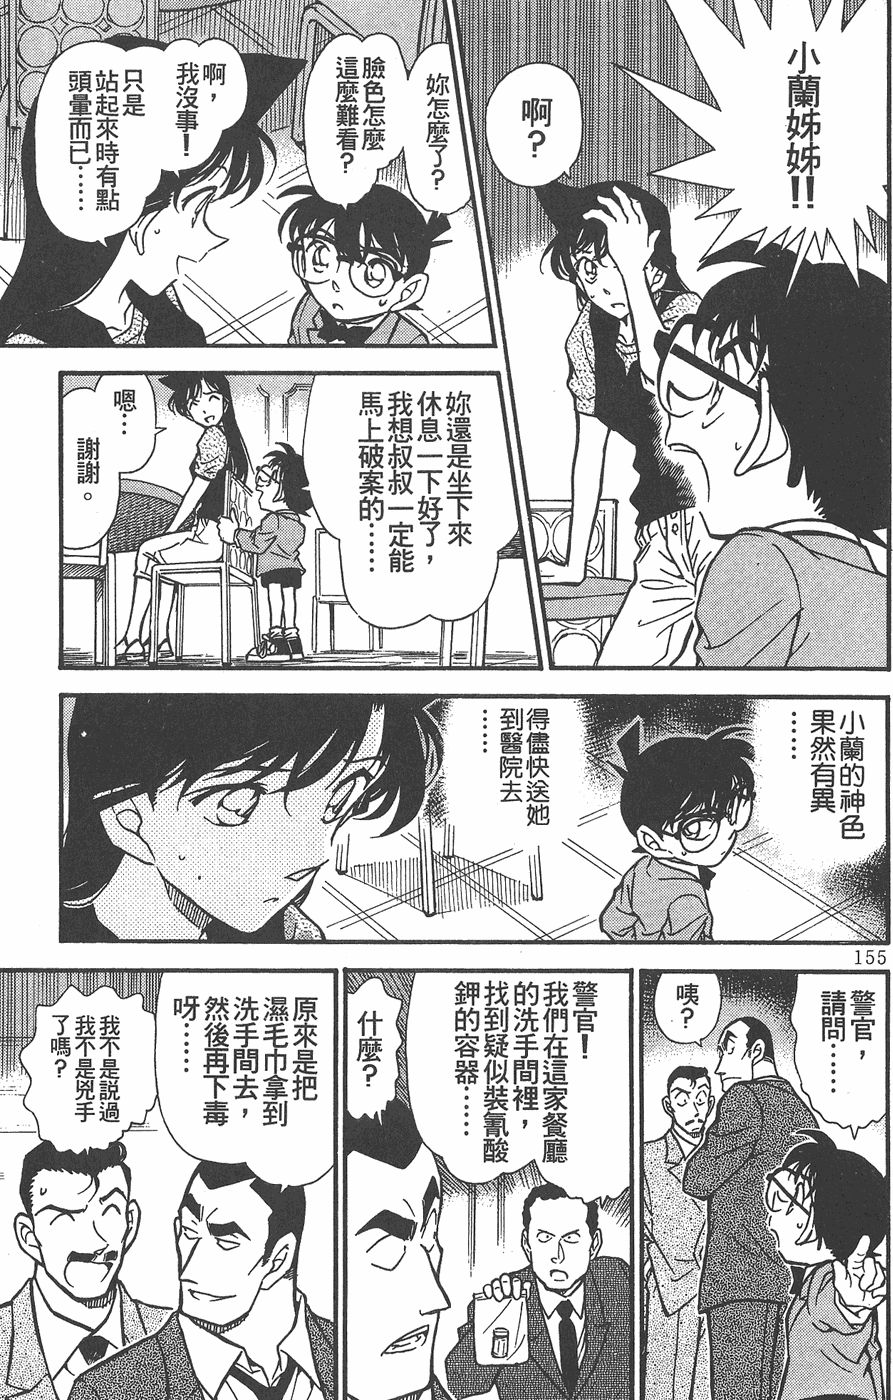 小蘭姊姊!!
啊?
妳怎麼了?
臉色怎麼
這麼難看?
啊,
我沒事!
只是
站起來時有點
頭暈而已……
妳還是坐下來
休息一下好了,
我想叔叔一定能
馬上破案的……
嗯…
謝謝。
小蘭的神色
果然有異
……
得儘快送她
到醫院去
……
155
警官,
請問…
咦?
警官!
我們在這家餐廳
的洗手間裡,
找到疑似裝氰酸
鉀的容器……
什麼?
原來是把
濕毛巾拿到
洗手間去,
然後再下毒
呀……
我不是說過
我不是兇手
了嗎?